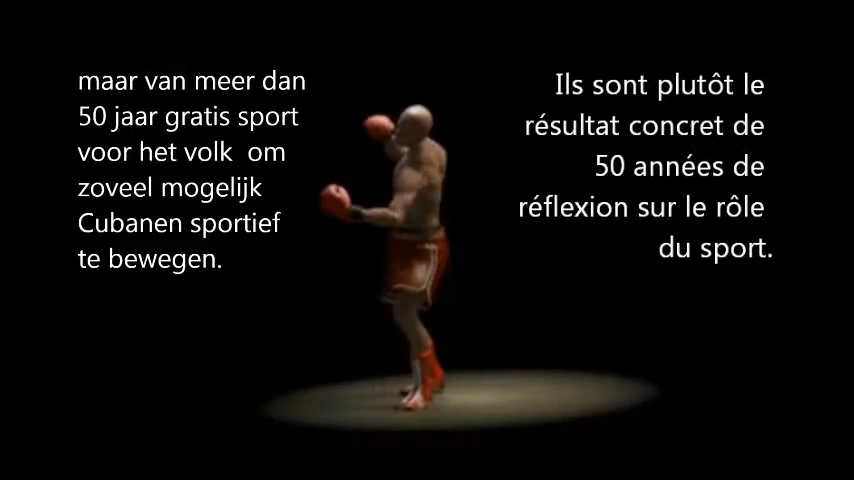 maar van meer dan
50 jaar gratis sport
voor het volk  om
zoveel mogelijk
Cubanen sportief
te bewegen.
Ils sont plutôt le
résultat concret de
50 années de
réflexion sur le rôle
du sport.